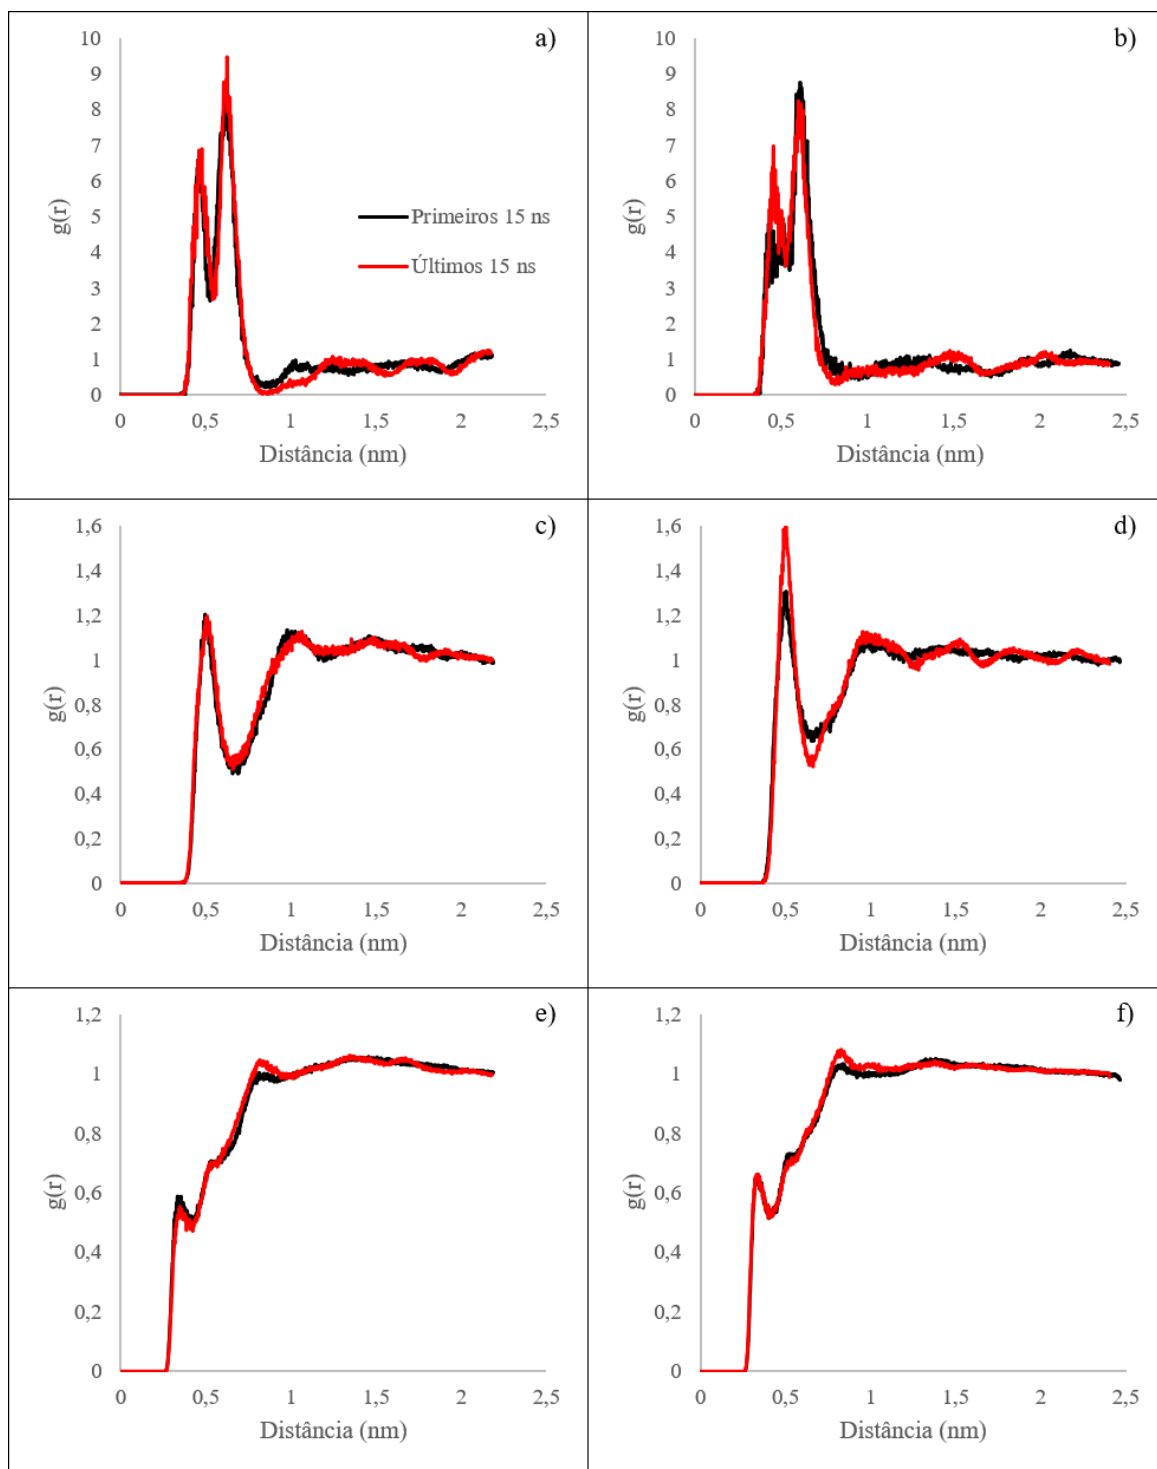 a)
g(r)
10
9
8
7
6
5
4
3
2
1
0
Primeiros 15 ns
Últimos 15 ns
0 0,5 1 1,5 2 2,5
Distância (nm)
b)
g(r)
10
9
8
7
6
5
4
3
2
1
0
0 0,5 1 1,5 2 2,5
Distância (nm)
c)
g(r)
1,6
1,4
1,2
1
0,8
0,6
0,4
0,2
0
0 0,5 1 1,5 2 2,5
Distância (nm)
d)
g(r)
1,6
1,4
1,2
1
0,8
0,6
0,4
0,2
0
0 0,5 1 1,5 2 2,5
Distância (nm)
e)
g(r)
1,2
1
0,8
0,6
0,4
0,2
0
0 0,5 1 1,5 2 2,5
Distância (nm)
f)
g(r)
1,2
1
0,8
0,6
0,4
0,2
0
0 0,5 1 1,5 2 2,5
Distância (nm)